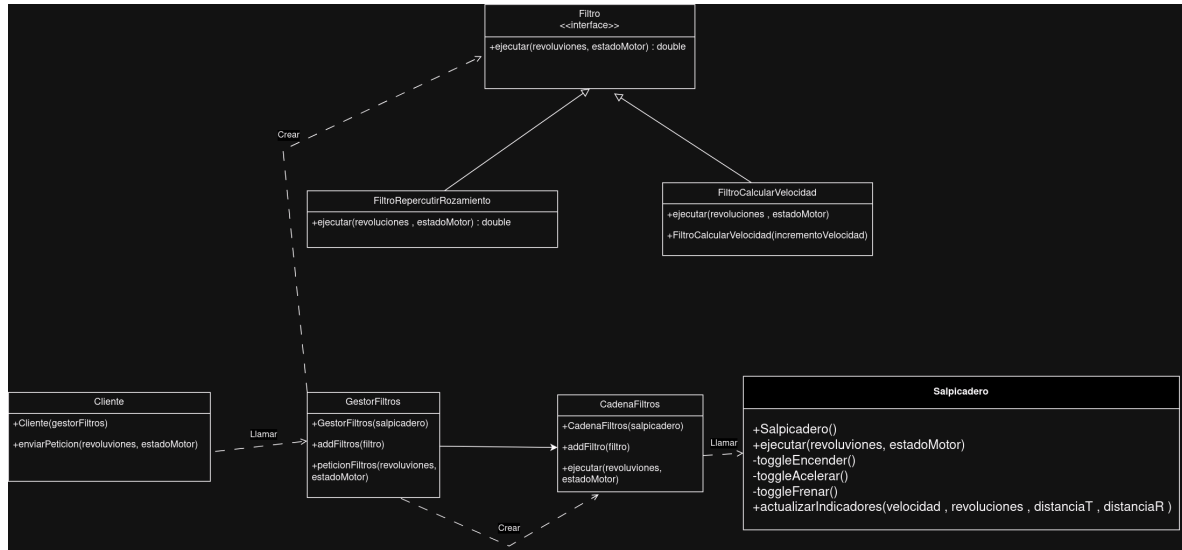 Filtro
<<interface>>
+ejecutar(revoluviones, estadoMotor) : double
Crear
FiltroRepercutirRozamiento
+ejecutar(revoluciones , estadoMotor) : double
FiltroCalcularVelocidad
+ejecutar(revoluciones , estadoMotor)
+FiltroCalcularVelocidad(incrementoVelocidad)
Cliente
+Cliente(gestorFiltros)
+enviarPeticion(revoluviones, estadoMotor)
Llamar
GestorFiltros
+GestorFiltros(salpicadero)
+addFiltros(filtro)
+peticionFiltros(revoluviones,
estadoMotor)
Crear
CadenaFiltros
+CadenaFiltros(salpicadero)
+addFiltro(filtro)
+ejecutar(revoluviones,
estadoMotor)
Llamar
Salpicadero
+Salpicadero()
+ejecutar(revoluviones, estadoMotor)
-toggleEncender()
-toggleAcelerar()
-toggleFrenar()
+actualizarIndicadores(velocidad , revoluciones , distanciaT , distanciaR )